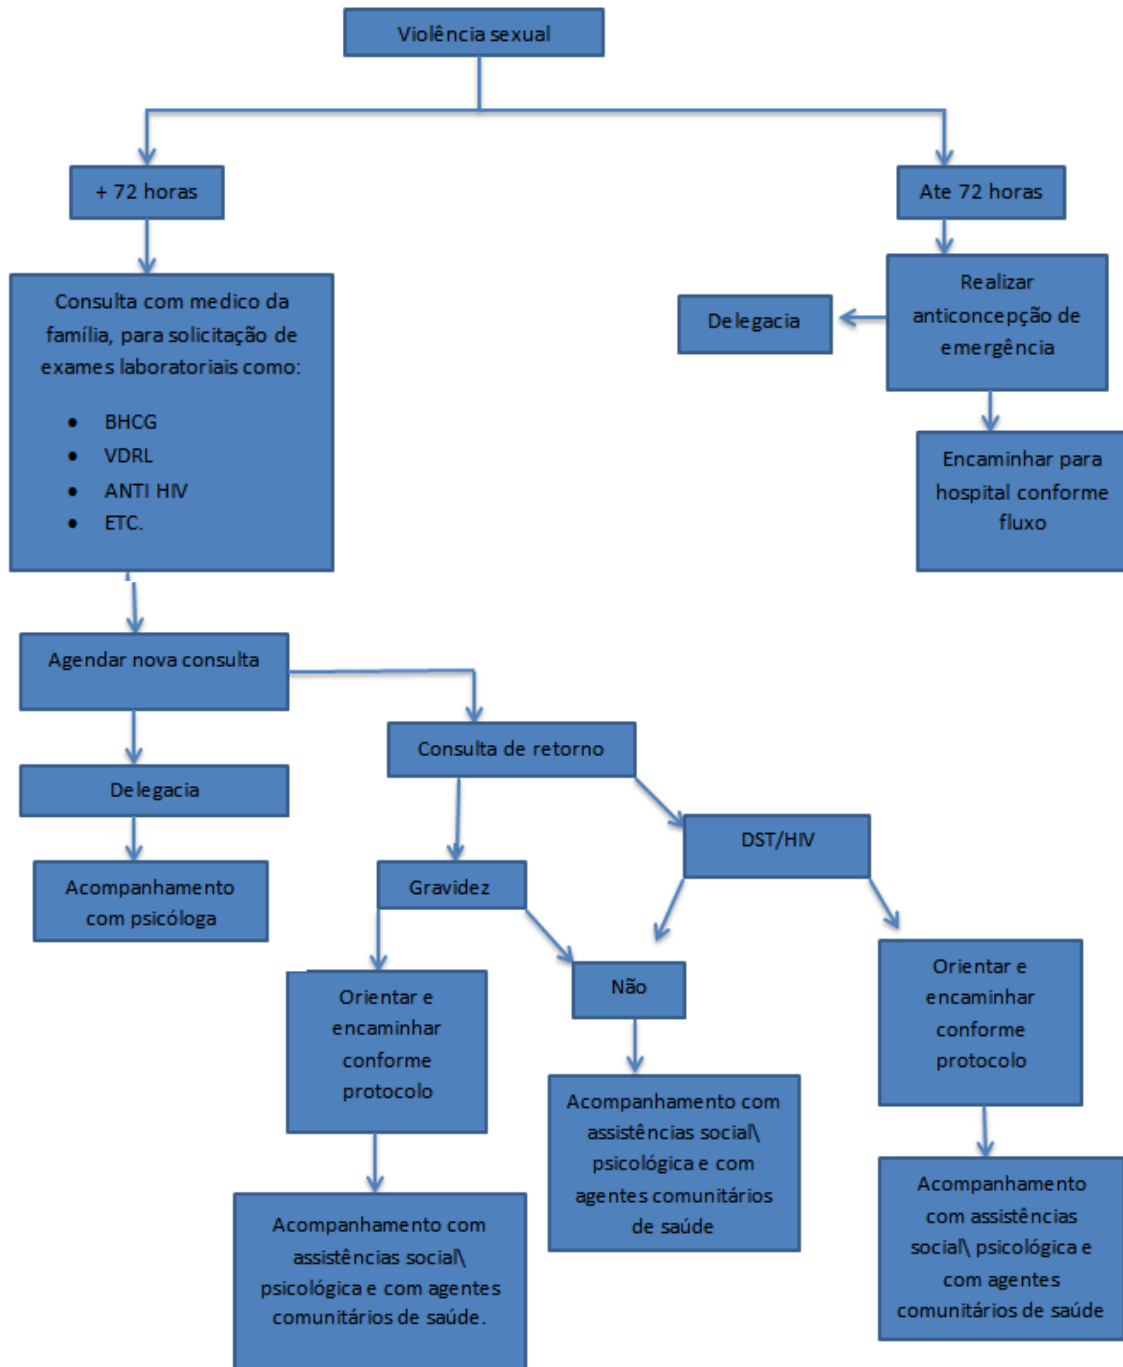 Violência sexual
+ 72 horas
Ate 72 horas
Consulta com medico da
família, para solicitação de
exames laboratoriais como:
• BHCG
• VDRL
• ANTI HIV
• ETC.
Realizar
anticoncepção de
emergência
Delegacia
Encaminhar para
hospital conforme
fluxo
Agendar nova consulta
Consulta de retorno
Delegacia
DST/HIV
Acompanhamento
com psicóloga
Gravidez
Não
Orientar e
encaminhar
conforme
protocolo
Orientar e
encaminhar
conforme
protocolo
Acompanhamento com
assistências social\
psicológica e com
agentes comunitários
de saúde
Acompanhamento com
assistências social\
psicológica e com agentes
comunitários de saúde.
Acompanhamento
com assistências
social\ psicológica e
com agentes
comunitários de saúde